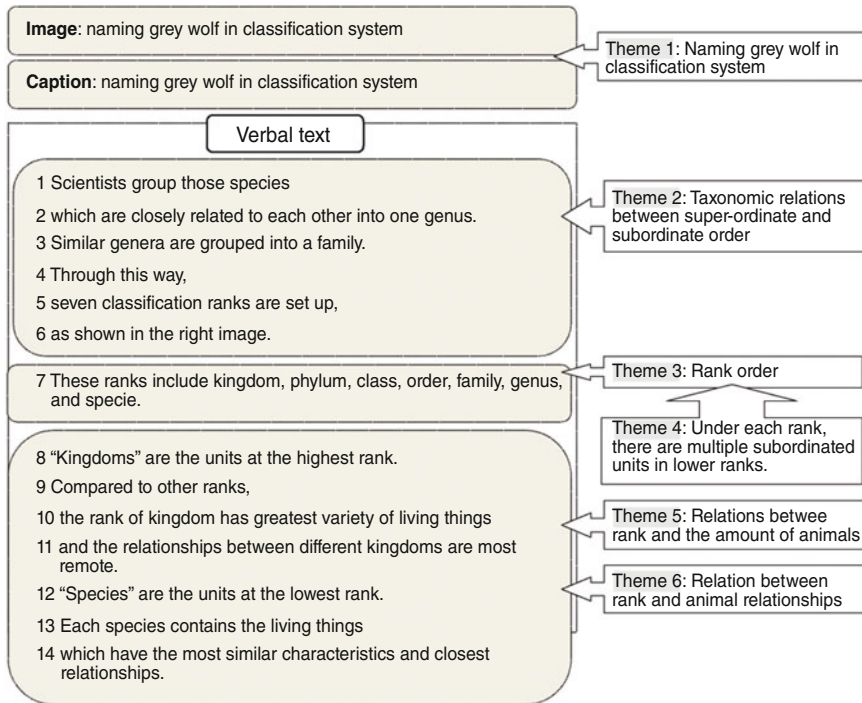 Image: naming grey wolf in classification system
Caption: naming grey wolf in classification system
Theme 1: Naming grey wolf in
classification system
Verbal text
1 Scientists group those species
2 which are closely related to each other into one genus.
3 Similar genera are grouped into a family.
4 Through this way,
5 seven classification ranks are set up,
6 as shown in the right image.
Theme 2: Taxonomic relations
between super-ordinate and
subordinate order
7 These ranks include kingdom, phylum, class, order, family, genus,
and specie.
Theme 3: Rank order
Theme 4: Under each rank,
there are multiple subordinated
units in lower ranks.
8 “Kingdoms” are the units at the highest rank.
9 Compared to other ranks,
10 the rank of kingdom has greatest variety of living things
11 and the relationships between different kingdoms are most
remote.
12 “Species” are the units at the lowest rank.
13 Each species contains the living things
14 which have the most similar characteristics and closest
relationships.
Theme 5: Relations betwee
rank and the amount of animals
Theme 6: Relation between
rank and animal relationships